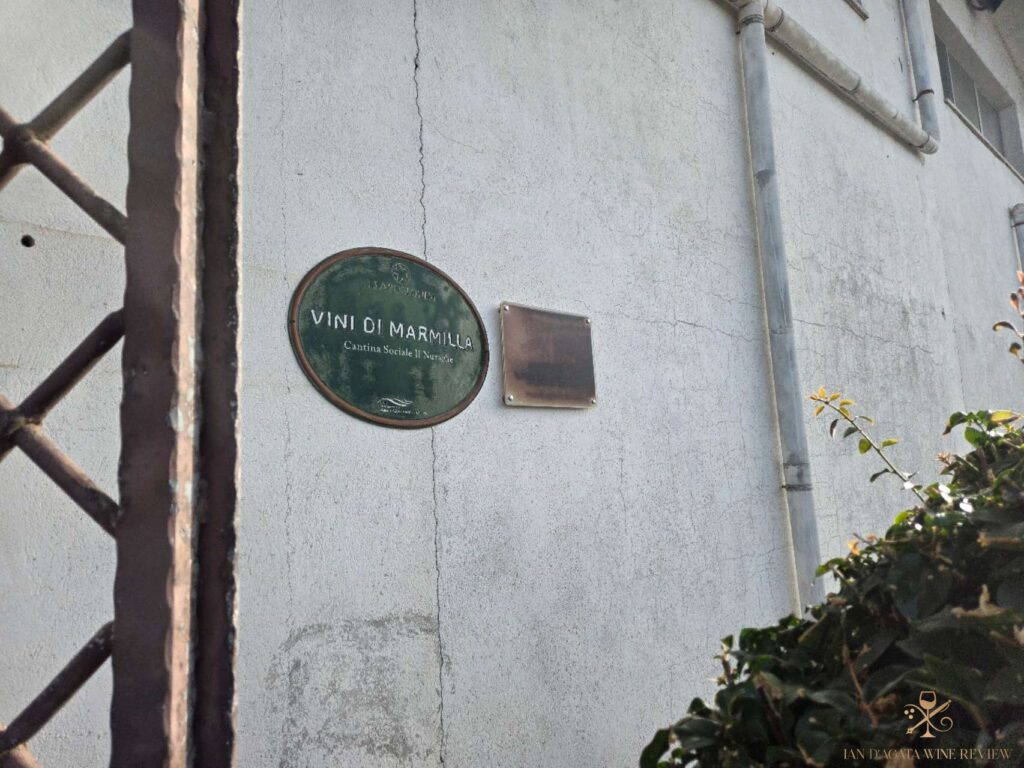 VINI DI MARMILLA
Cantina Sociale Il Nuraghe
IAN D'AGATA WINE REVIEW